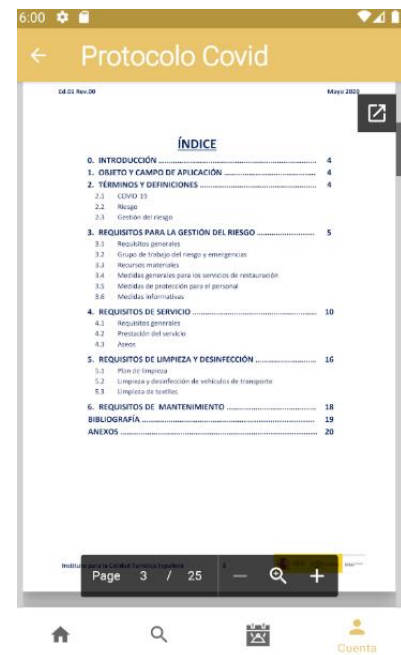 6:00
Protocolo Covid
Ed.01 Rev.00 Mayo 2020
ÍNDICE
0. INTRODUCCIÓN 4
1. OBJETO Y CAMPO DE APLICACIÓN 4
2. TÉRMINOS Y DEFINICIONES 4
2.1 COVID 19
2.2 Riesgo
2.3 Gestión del riesgo
3. REQUISITOS PARA LA GESTIÓN DEL RIESGO 5
3.1 Requisitos generales
3.2 Grupo de trabajo del riesgo y emergencias
3.3 Recursos materiales
3.4 Medidas generales para los servicios de restauración
3.5 Medidas de protección para el personal
3.6 Medidas informativas
4. REQUISITOS DE SERVICIO 10
4.1 Requisitos generales
4.2 Prestación del servicio
4.3 Aseos
5. REQUISITOS DE LIMPIEZA Y DESINFECCIÓN 16
5.1 Plan de limpieza
5.2 Limpieza y desinfección de vehículos de transporte
5.3 Limpieza de textiles
6. REQUISITOS DE MANTENIMIENTO 18
BIBLIOGRAFÍA 19
ANEXOS 20
Instituto para la Calidad Turística Española
Page 3 / 25
Cuenta